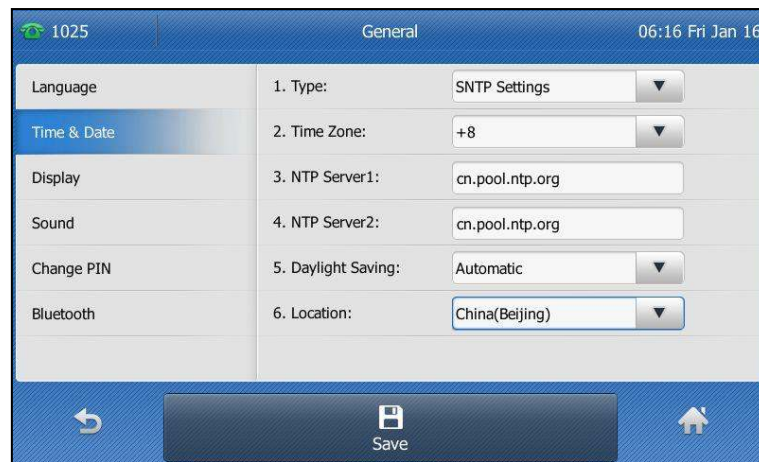 1025 General 06:16 Fri Jan 16
Language
Time & Date
Display
Sound
Change PIN
Bluetooth
1. Type: SNTP Settings
2. Time Zone: +8
3. NTP Server1: cn.pool.ntp.org
4. NTP Server2: cn.pool.ntp.org
5. Daylight Saving: Automatic
6. Location: China(Beijing)
Save